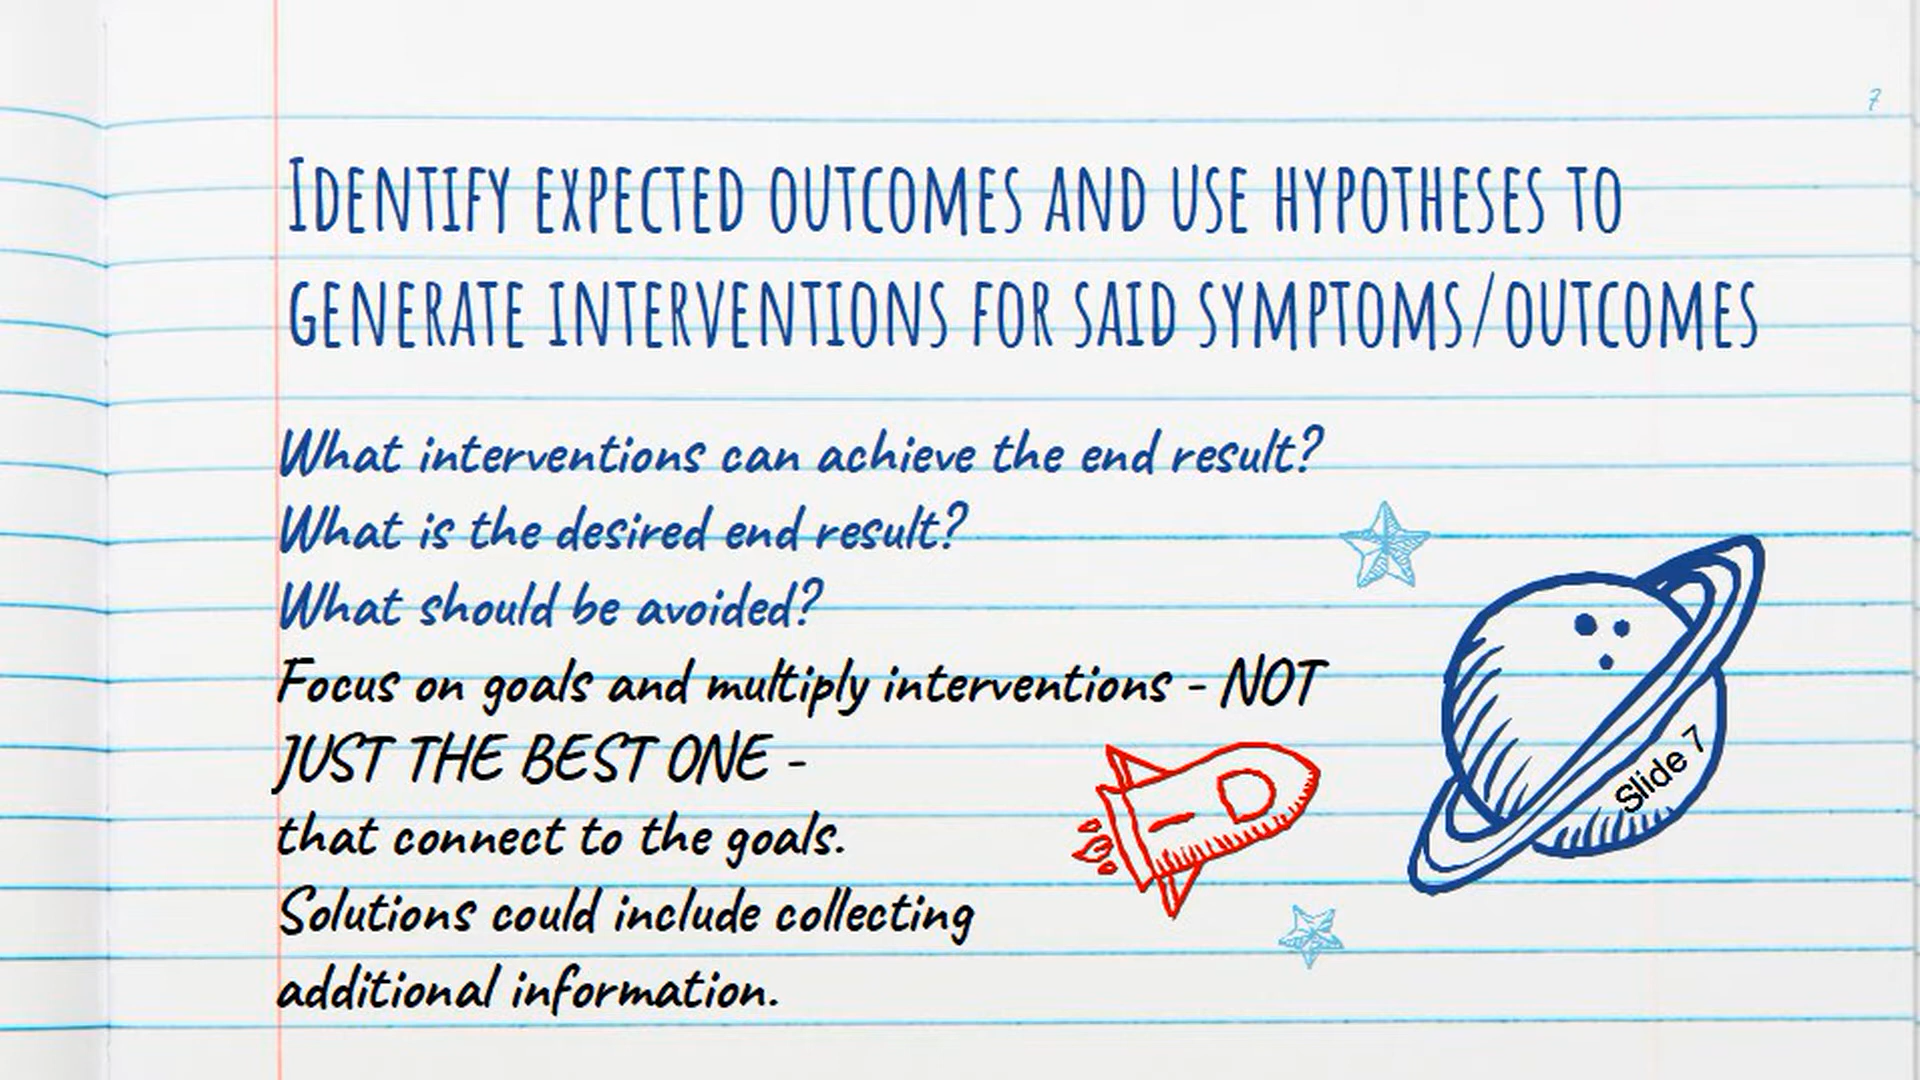 7
Identify expected outcomes and use hypotheses to
generate interventions for said symptoms/outcomes
What interventions can achieve the end result?
What is the desired end result?
What should be avoided?
Focus on goals and multiply interventions - NOT
JUST THE BEST ONE -
that connect to the goals.
Solutions could include collecting
additional information.
Slide 7